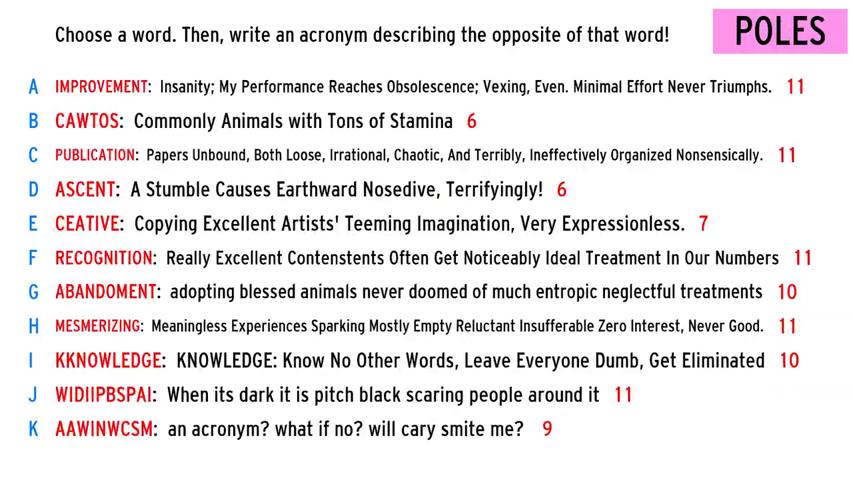 Choose a word. Then, write an acronym describing the opposite of that word!
POLES
A IMPROVEMENT: Insanity; My Performance Reaches Obsolescence; Vexing, Even. Minimal Effort Never Triumphs. 11
B CAWTOS: Commonly Animals with Tons of Stamina 6
C PUBLICATION: Papers Unbound, Both Loose, Irrational, Chaotic, And Terribly, Ineffectively Organized Nonsensically. 11
D ASCENT: A Stumble Causes Earthward Nosedive, Terrifyingly! 6
E CEATIVE: Copying Excellent Artists' Teeming Imagination, Very Expressionless. 7
F RECOGNITION: Really Excellent Contenstents Often Get Noticeably Ideal Treatment In Our Numbers 11
G ABANDOMENT: adopting blessed animals never doomed of much entropic neglectful treatments 10
H MESMERIZING: Meaningless Experiences Sparking Mostly Empty Reluctant Insufferable Zero Interest, Never Good. 11
I KKNOWLEDGE: KNOWLEDGE: Know No Other Words, Leave Everyone Dumb, Get Eliminated 10
J WIDIIPBSPAI: When its dark it is pitch black scaring people around it 11
K AAWINWCSM: an acronym? what if no? will cary smite me? 9